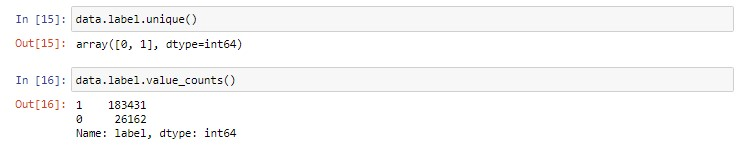 In [15]: data.label.unique()
Out[15]: array([0, 1], dtype=int64)
In [16]: data.label.value_counts()
Out[16]: 1    183431
0     26162
Name: label, dtype: int64